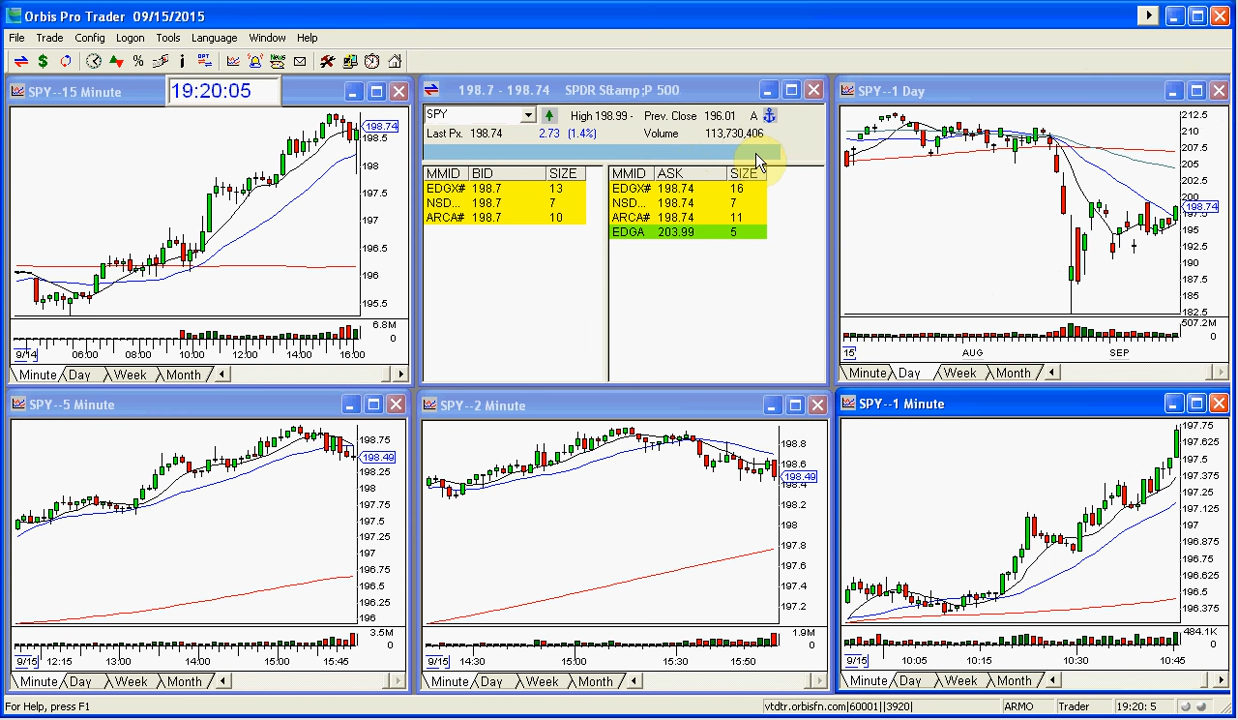 Orbis Pro Trader 09/15/2015
File Trade Config Logon Tools Language Window Help
SPY--15 Minute
19:20:05
198.74
198.5
198
197.5
197
196.5
196
195.5
6.8M
0
9/14 06:00 08:00 10:00 12:00 14:00 16:00
Minute Day Week Month
198.7 - 198.74 SPDR S&amp;P 500
SPY High 198.99 - Prev. Close 196.01 A
Last Px. 198.74 2.73 (1.4%) Volume 113,730,406
MMID BID SIZE
EDGX# 198.7 13
NSD... 198.7 7
ARCA# 198.7 10
MMID ASK SIZE
EDGX# 198.74 16
NSD... 198.74 7
ARCA# 198.74 11
EDGA 203.99 5
SPY--1 Day
212.5
210
207.5
205
202.5
200
198.74
197.5
195
192.5
190
187.5
185
182.5
507.2M
0
15 AUG SEP
Minute Day Week Month
SPY--5 Minute
198.75
198.49
198.25
198
197.75
197.5
197.25
197
196.75
196.5
196.25
196
3.5M
0
9/15 12:15 13:00 14:00 15:00 15:45
Minute Day Week Month
SPY--2 Minute
198.8
198.6
198.49
198.4
198.2
198
197.8
197.6
197.4
197.2
1.9M
0
9/15 14:30 15:00 15:30 15:50
Minute Day Week Month
SPY--1 Minute
197.75
197.625
197.5
197.375
197.25
197.125
197
196.875
196.75
196.625
196.5
196.375
484.1K
0
9/15 10:05 10:15 10:30 10:45
Minute Day Week Month
For Help, press F1
vtdtr.orbisfn.com|60001||3920| ARMO Trader 19:20: 5